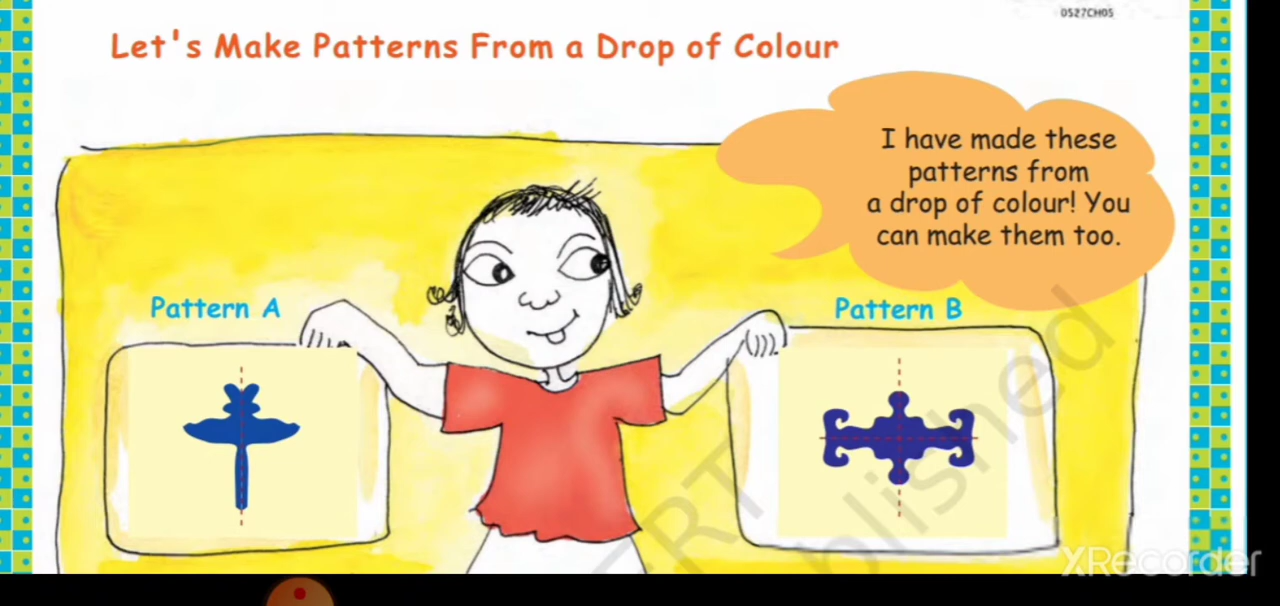 0527CH05
Let's Make Patterns From a Drop of Colour
I have made these
patterns from
a drop of colour! You
can make them too.
Pattern A
Pattern B
XRecorder